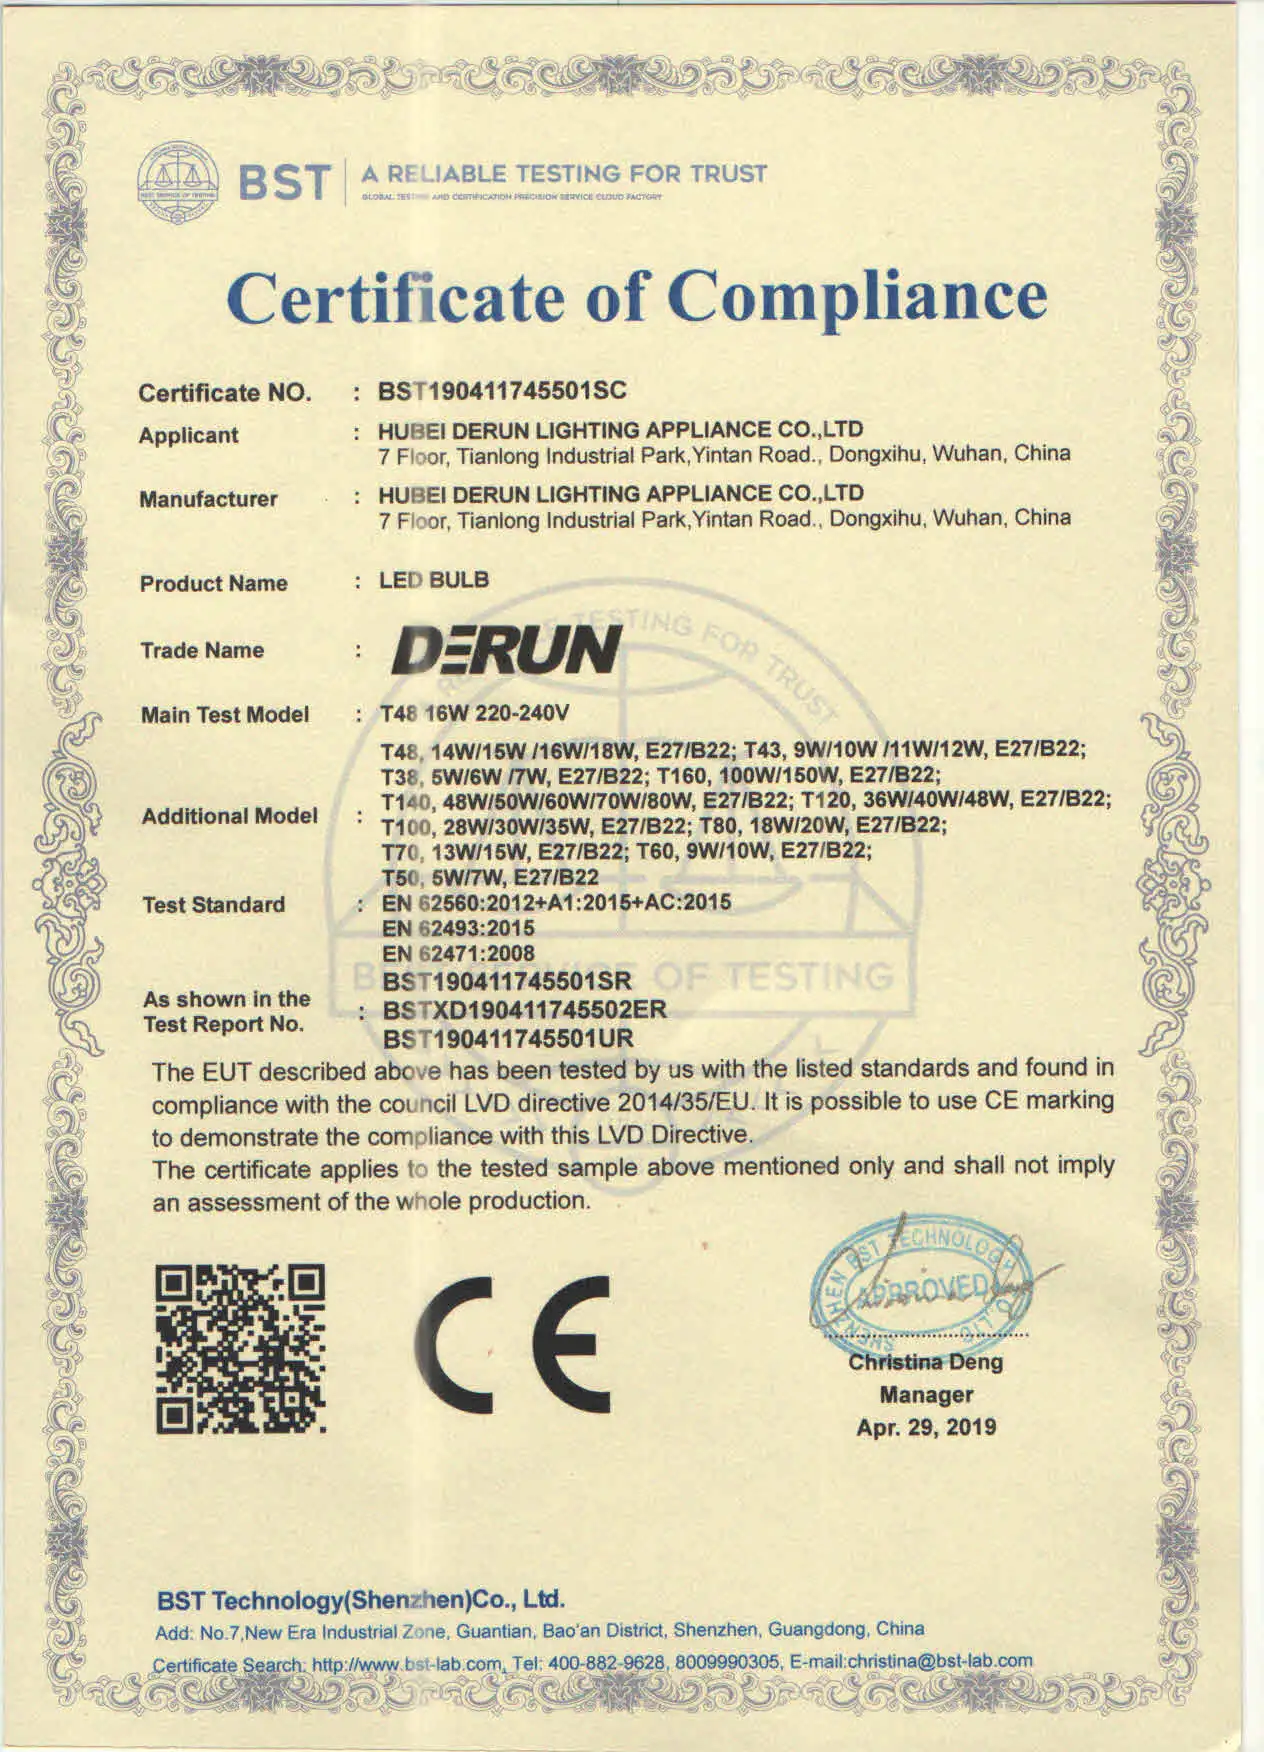 BST
A RELIABLE TESTING FOR TRUST
GLOBAL TESTING AND CERTIFICATION PRECISION SERVICE CLOUD FACTORY
Certificate of Compliance
Certificate NO. : BST190411745501SC
Applicant : HUBEI DERUN LIGHTING APPLIANCE CO.,LTD
7 Floor, Tianlong Industrial Park,Yintan Road., Dongxihu, Wuhan, China
Manufacturer : HUBEI DERUN LIGHTING APPLIANCE CO.,LTD
7 Floor, Tianlong Industrial Park,Yintan Road., Dongxihu, Wuhan, China
Product Name : LED BULB
Trade Name : DERUN
Main Test Model : T48 16W 220-240V
T48, 14W/15W /16W/18W, E27/B22; T43, 9W/10W /11W/12W, E27/B22;
T38, 5W/6W /7W, E27/B22; T160, 100W/150W, E27/B22;
Additional Model : T140, 48W/50W/60W/70W/80W, E27/B22; T120, 36W/40W/48W, E27/B22;
T100, 28W/30W/35W, E27/B22; T80, 18W/20W, E27/B22;
T70, 13W/15W, E27/B22; T60, 9W/10W, E27/B22;
T50, 5W/7W, E27/B22
Test Standard : EN 62560:2012+A1:2015+AC:2015
EN 62493:2015
EN 62471:2008
BST190411745501SR
As shown in the
Test Report No. : BSTXD190411745502ER
BST190411745501UR
The EUT described above has been tested by us with the listed standards and found in
compliance with the council LVD directive 2014/35/EU. It is possible to use CE marking
to demonstrate the compliance with this LVD Directive.
The certificate applies to the tested sample above mentioned only and shall not imply
an assessment of the whole production.
CE
SHENZHEN BST TECHNOLOGY CO.,LTD
APPROVED
Christina Deng
Manager
Apr. 29, 2019
BST Technology(Shenzhen)Co., Ltd.
Add: No.7,New Era Industrial Zone, Guantian, Bao'an District, Shenzhen, Guangdong, China
Certificate Search: http://www.bst-lab.com, Tel: 400-882-9628, 8009990305, E-mail:christina@bst-lab.com